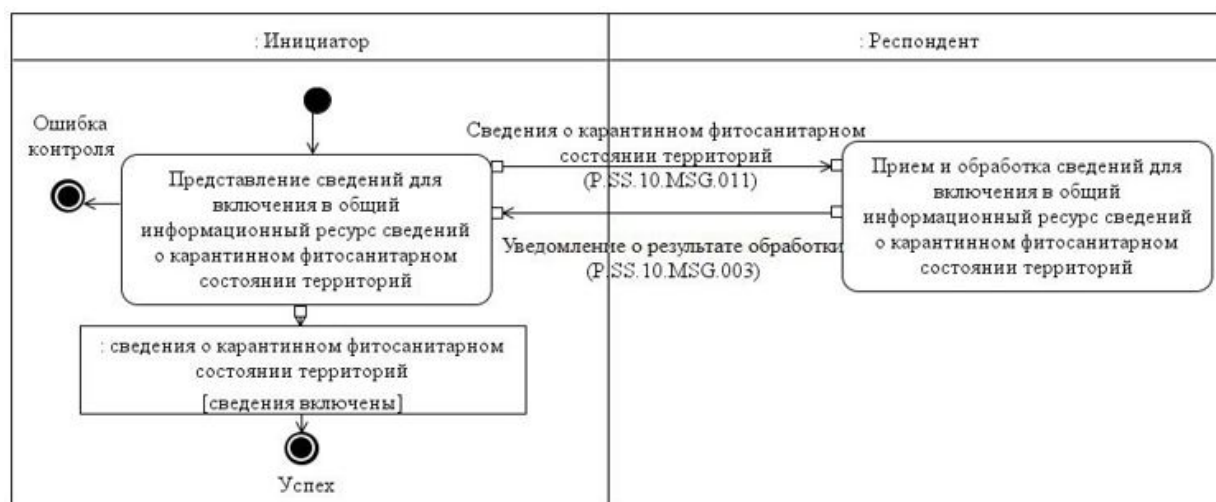 : Инициатор
: Респондент
Ошибка
контроля
Представление сведений для
включения в общий
информационный ресурс сведений
о карантинном фитосанитарном
состоянии территорий
Сведения о карантинном фитосанитарном
состоянии территорий
(P.SS.10.MSG.011)
Уведомление о результате обработки
(P.SS.10.MSG.003)
Прием и обработка сведений для
включения в общий
информационный ресурс сведений
о карантинном фитосанитарном
состоянии территорий
: сведения о карантинном фитосанитарном
состоянии территорий
[сведения включены]
Успех